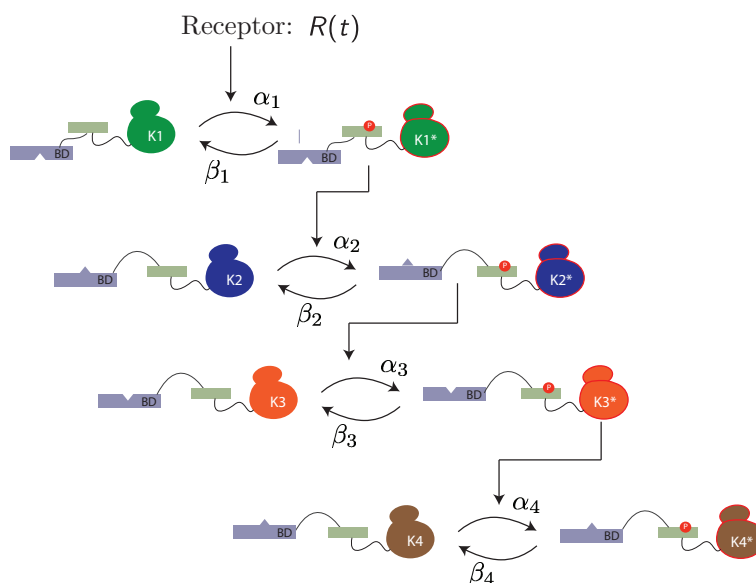 Receptor: R(t)
α1
K1
BD
β1
P
K1*
BD
α2
K2
BD
β2
P
K2*
BD
α3
K3
BD
β3
P
K3*
BD
α4
K4
BD
β4
P
K4*
BD